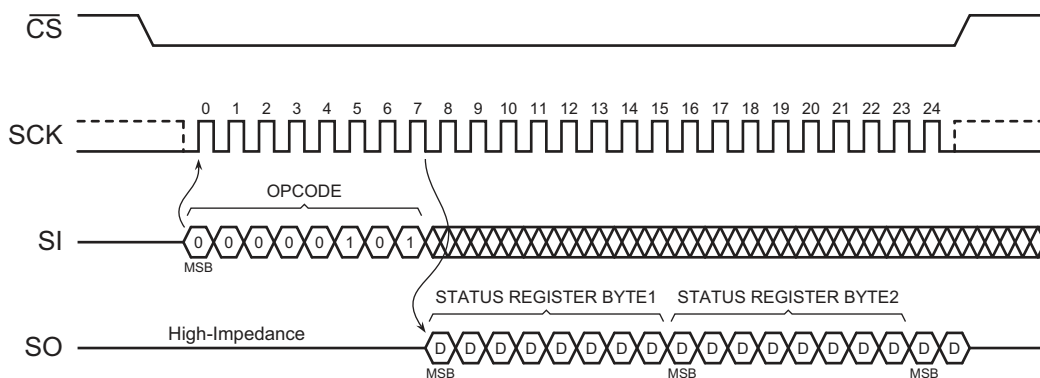 CS
SCK
0 1 2 3 4 5 6 7 8 9 10 11 12 13 14 15 16 17 18 19 20 21 22 23 24
OPCODE
SI
0 0 0 0 0 1 0 1
MSB
STATUS REGISTER BYTE1 STATUS REGISTER BYTE2
High-Impedance
SO
D D D D D D D D D D D D D D D D D D
MSB MSB MSB